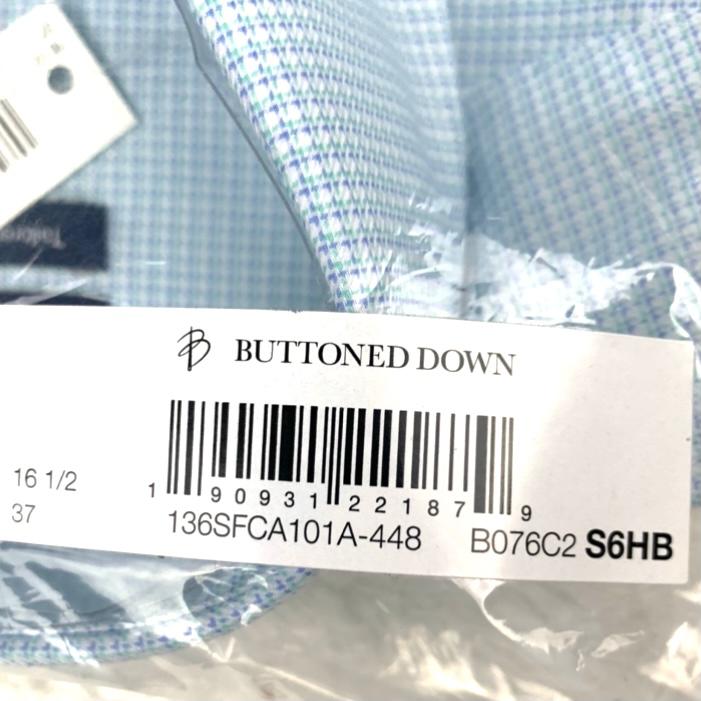 BUTTONED DOWN
16 1/2
37
1 90931 22187 9
136SFCA101A-448 B076C2 S6HB